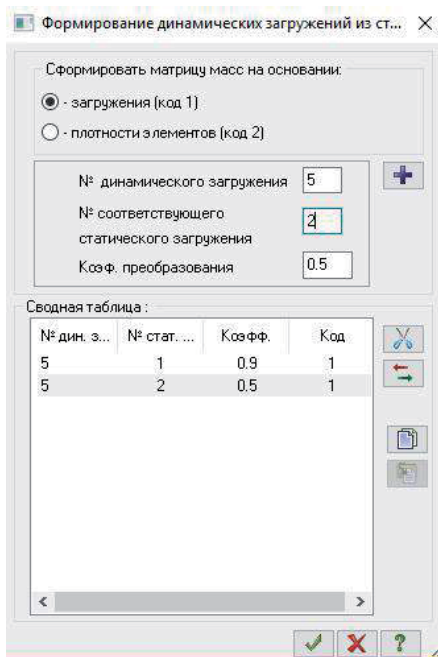 Формирование динамических загружений из ст...
Сформировать матрицу масс на основании:
- загружения (код 1)
- плотности элементов (код 2)
№ динамического загружения 5
№ соответствующего
статического загружения 2
Коэф. преобразования 0.5
Сводная таблица :
№ дин. з... № стат. ... Коэфф. Код
5 1 0.9 1
5 2 0.5 1
?